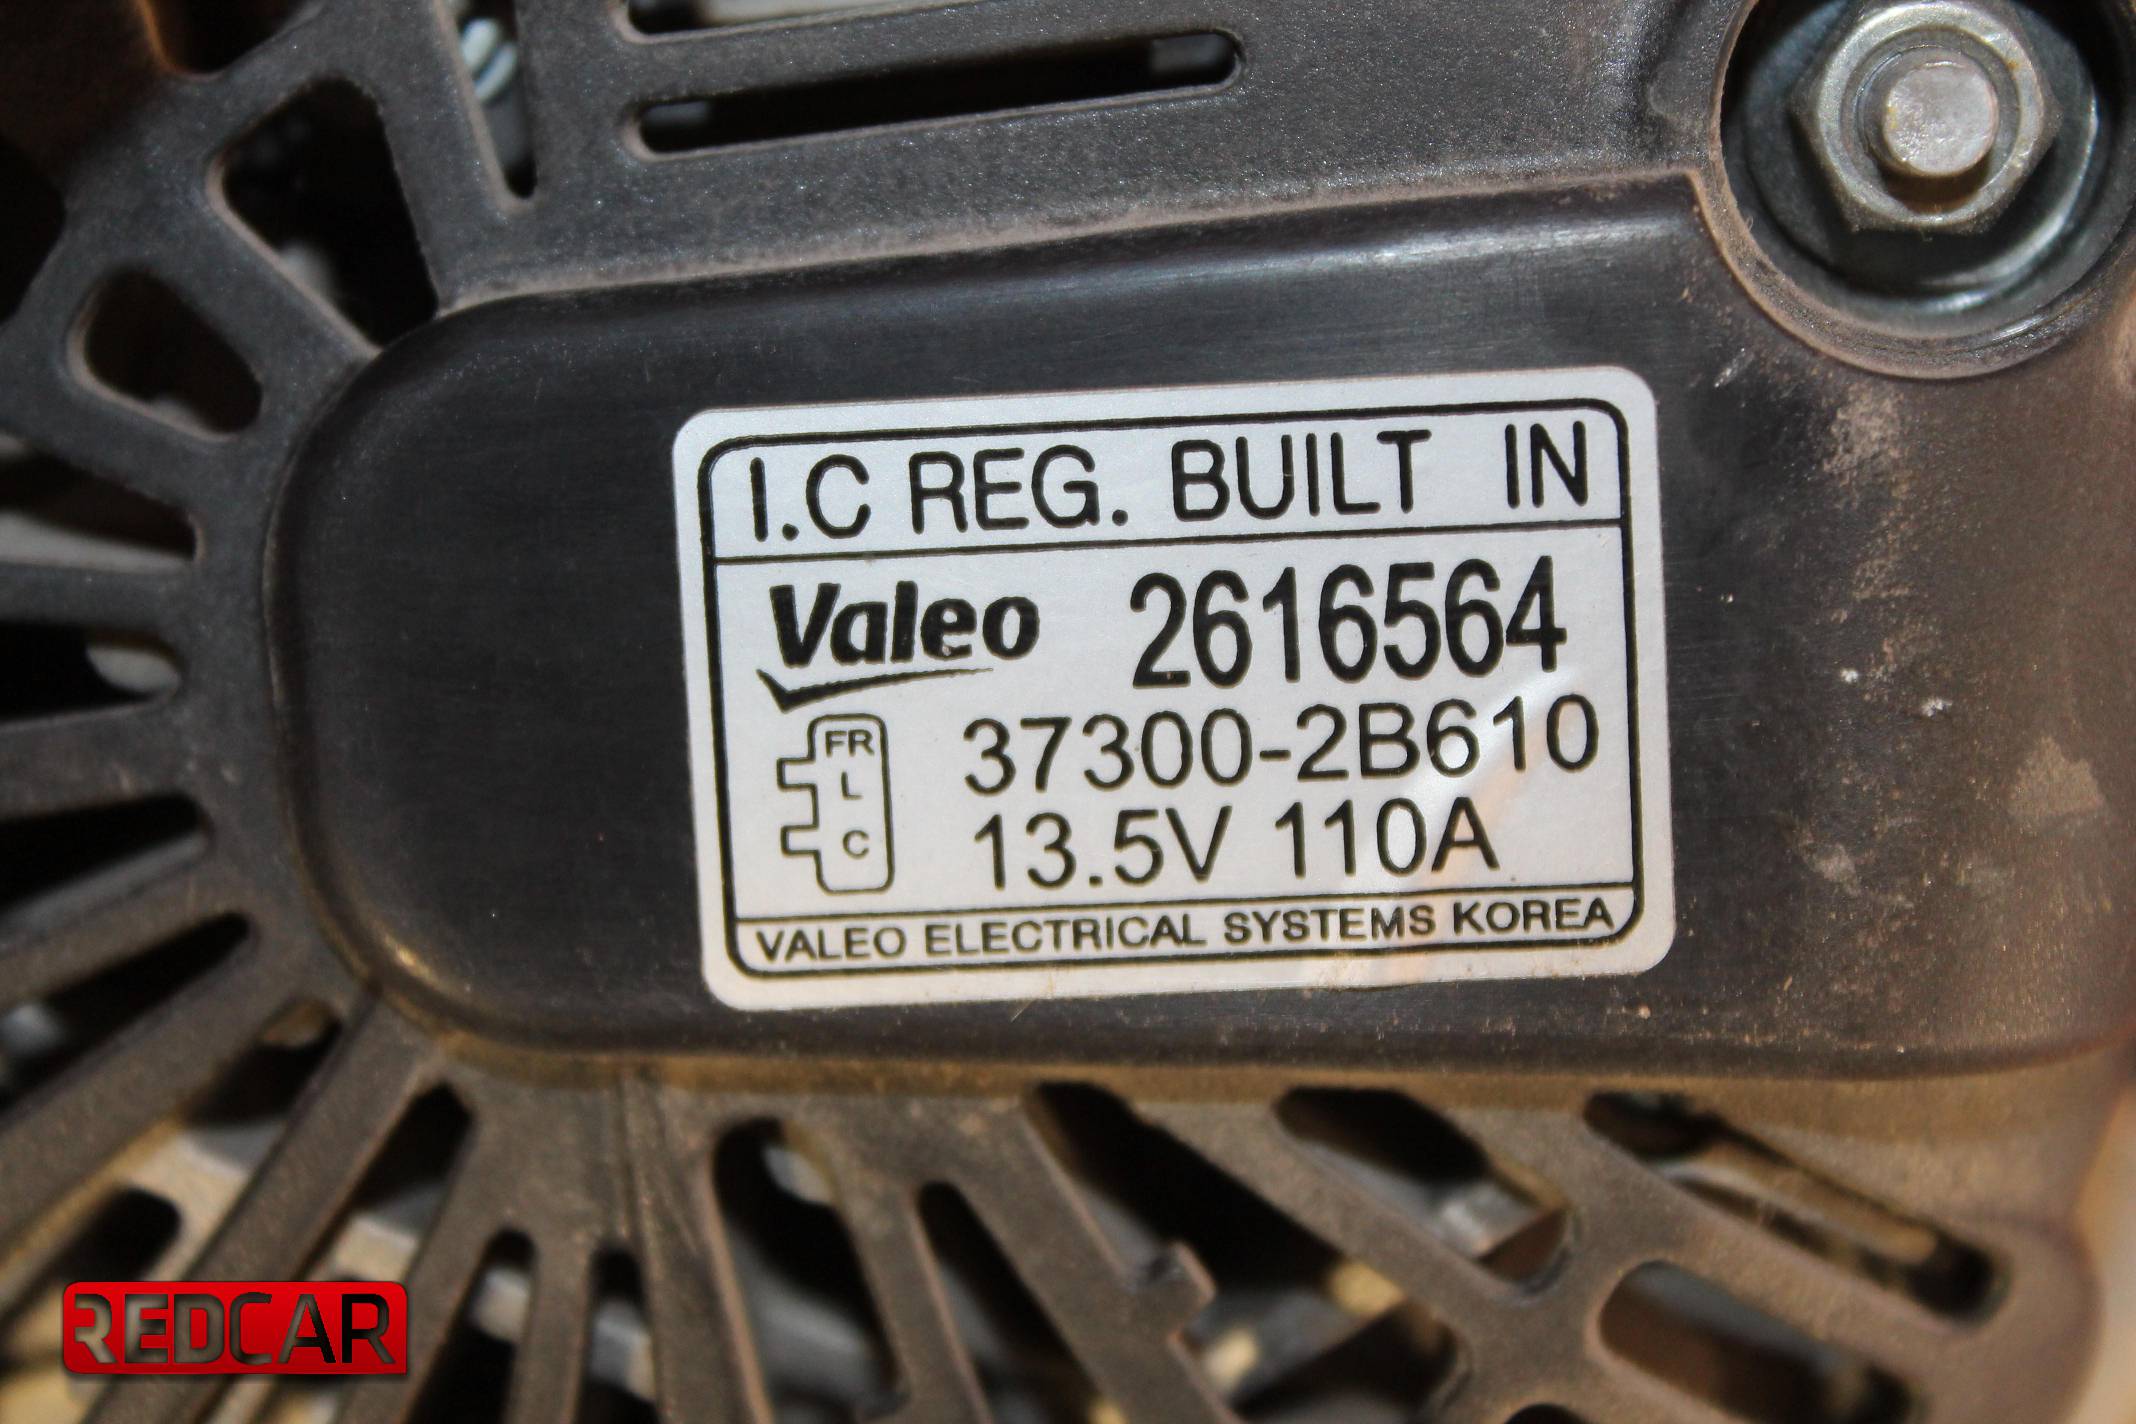 I.C REG. BUILT IN
Valeo 2616564
FR
L
C
37300-2B610
13.5V 110A
VALEO ELECTRICAL SYSTEMS KOREA
REDCAR